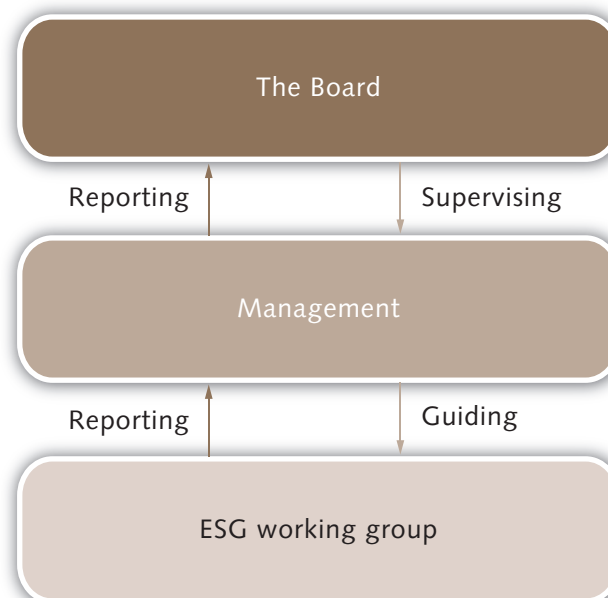 The Board
Reporting
Supervising
Management
Reporting
Guiding
ESG working group